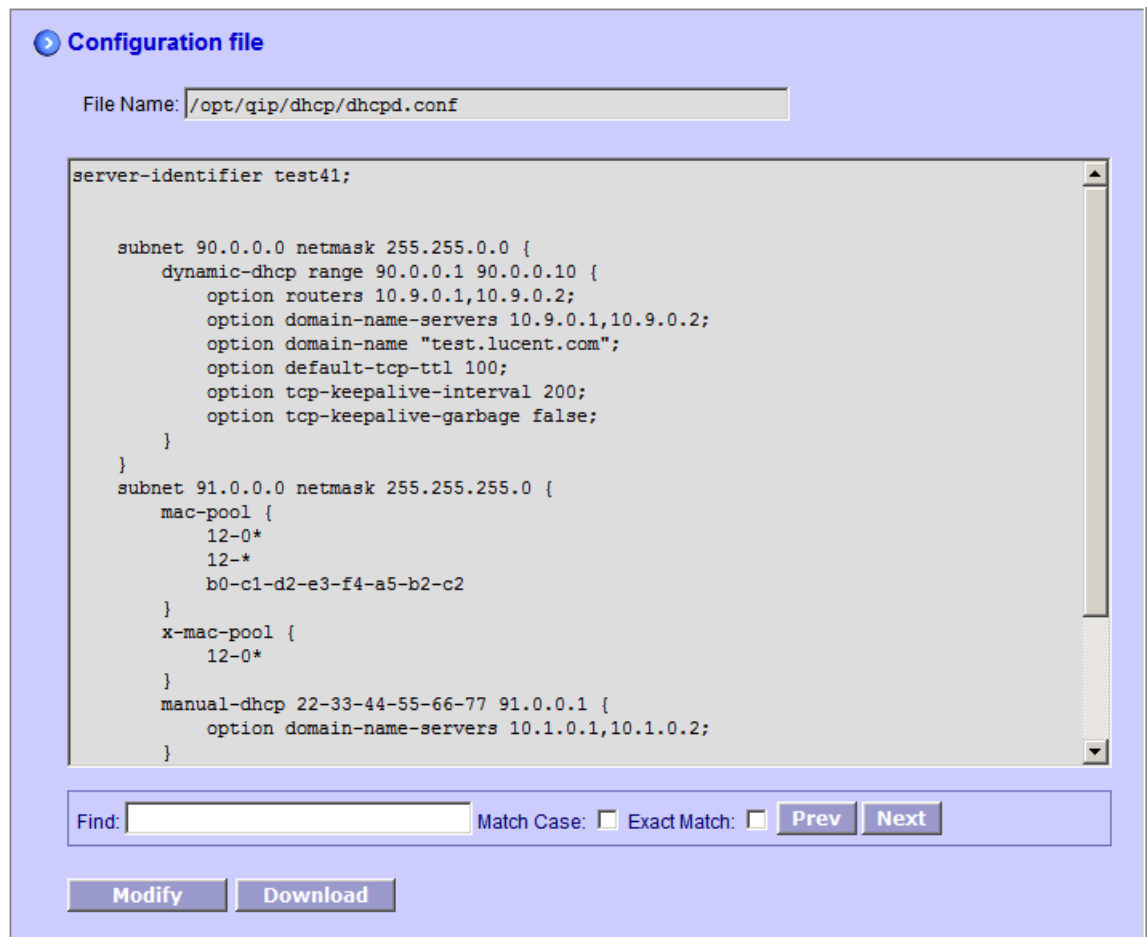 Configuration file
File Name: /opt/qip/dhcp/dhcpd.conf
server-identifier test41;
subnet 90.0.0.0 netmask 255.255.0.0 {
dynamic-dhcp range 90.0.0.1 90.0.0.10 {
option routers 10.9.0.1,10.9.0.2;
option domain-name-servers 10.9.0.1,10.9.0.2;
option domain-name "test.lucent.com";
option default-tcp-ttl 100;
option tcp-keepalive-interval 200;
option tcp-keepalive-garbage false;
}
}
subnet 91.0.0.0 netmask 255.255.255.0 {
mac-pool {
12-0*
12-*
b0-c1-d2-e3-f4-a5-b2-c2
}
x-mac-pool {
12-0*
}
manual-dhcp 22-33-44-55-66-77 91.0.0.1 {
option domain-name-servers 10.1.0.1,10.1.0.2;
}
Find: Match Case: Exact Match: Prev Next
Modify Download